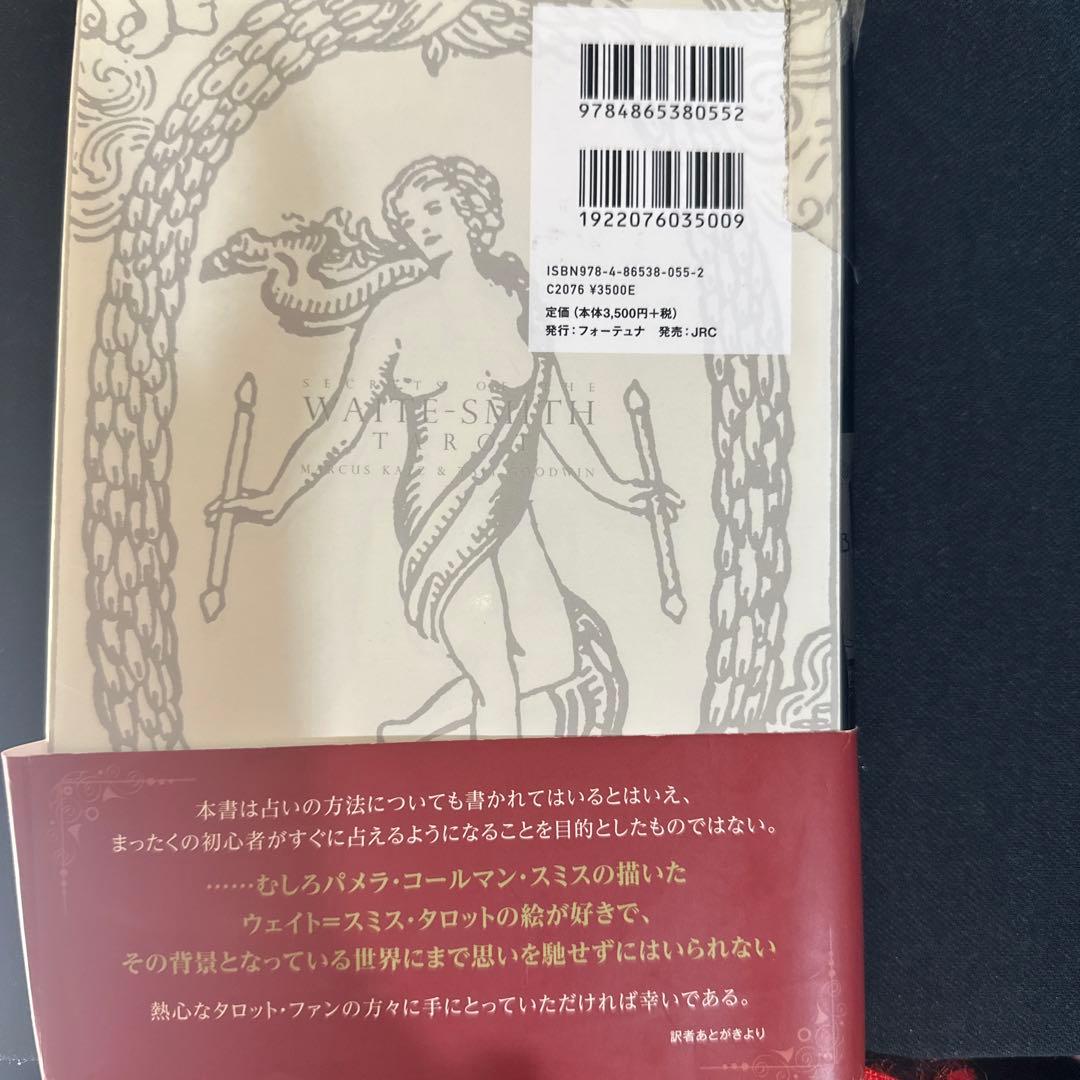 9784865380552
1922076035009
ISBN978-4-86538-055-2
C2076 ¥3500E
定価(本体3,500円+税)
発行:フォーテュナ 発売:JRC
SECRETS OF THE
WAITE-SMITH
TAROT
MARCUS KATZ & TALI GOODWIN
本書は占いの方法についても書かれてはいるとはいえ、
まったくの初心者がすぐに占えるようになることを目的としたものではない。
……むしろパメラ・コールマン・スミスの描いた
ウェイト=スミス・タロットの絵が好きで、
その背景となっている世界にまで思いを馳せずにはいられない
熱心なタロット・ファンの方々に手にとっていただければ幸いである。
訳者あとがきより